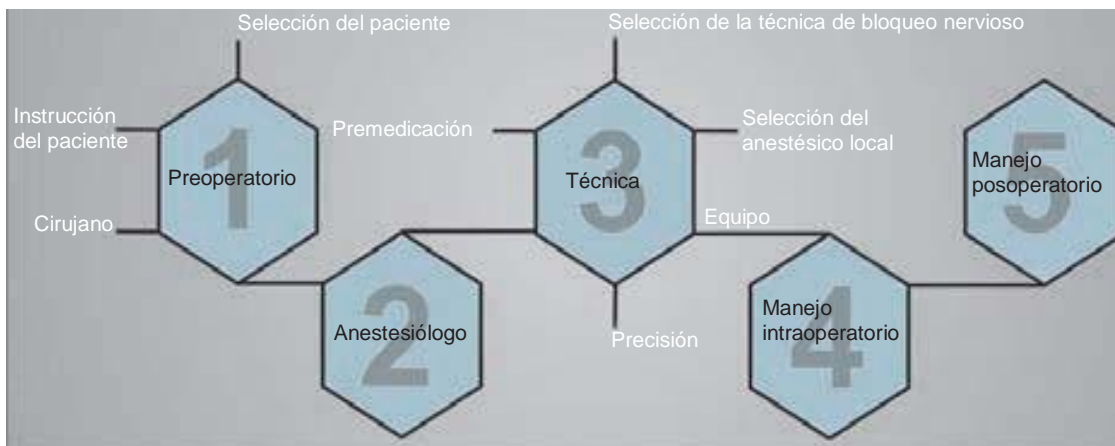 Selección del paciente
Instrucción
del paciente
1
Preoperatorio
Cirujano
2
Anestesiólogo
Selección de la técnica de bloqueo nervioso
Premedicación
3
Técnica
Selección del
anestésico local
Equipo
Precisión
4
Manejo
intraoperatorio
5
Manejo
posoperatorio